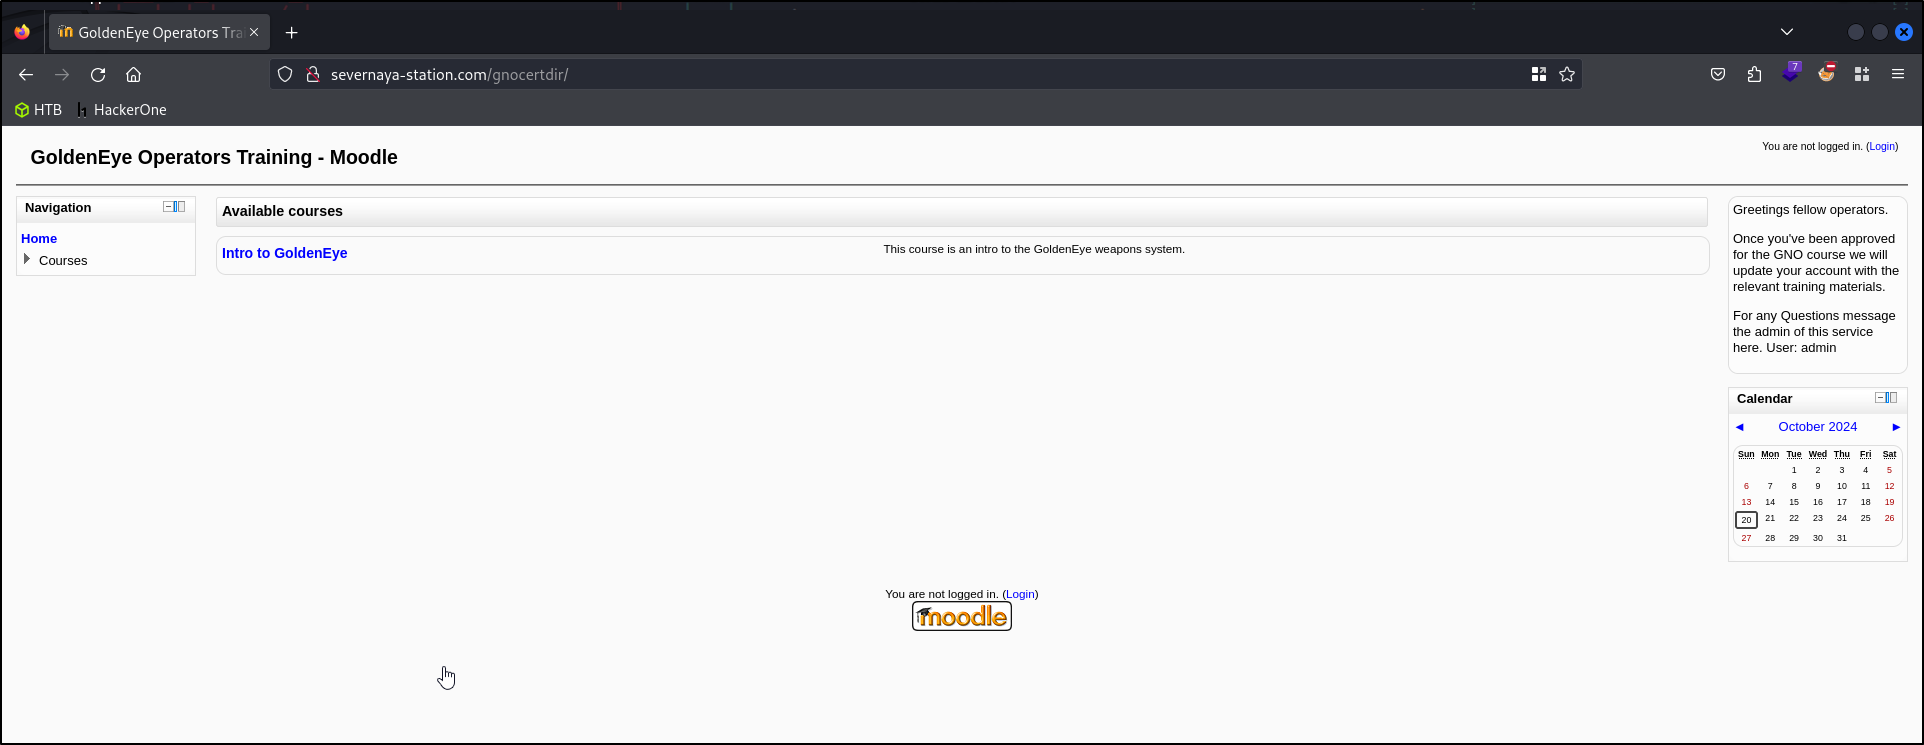 GoldenEye Operators Tra
severnaya-station.com/gnocertdir/
7
HTB
HackerOne
GoldenEye Operators Training - Moodle
You are not logged in. (Login)
Navigation
Home
Courses
Available courses
Intro to GoldenEye
This course is an intro to the GoldenEye weapons system.
Greetings fellow operators.
Once you've been approved
for the GNO course we will
update your account with the
relevant training materials.
For any Questions message
the admin of this service
here. User: admin
Calendar
◄ October 2024 ►
Sun Mon Tue Wed Thu Fri Sat
1 2 3 4 5
6 7 8 9 10 11 12
13 14 15 16 17 18 19
20 21 22 23 24 25 26
27 28 29 30 31
You are not logged in. (Login)
moodle